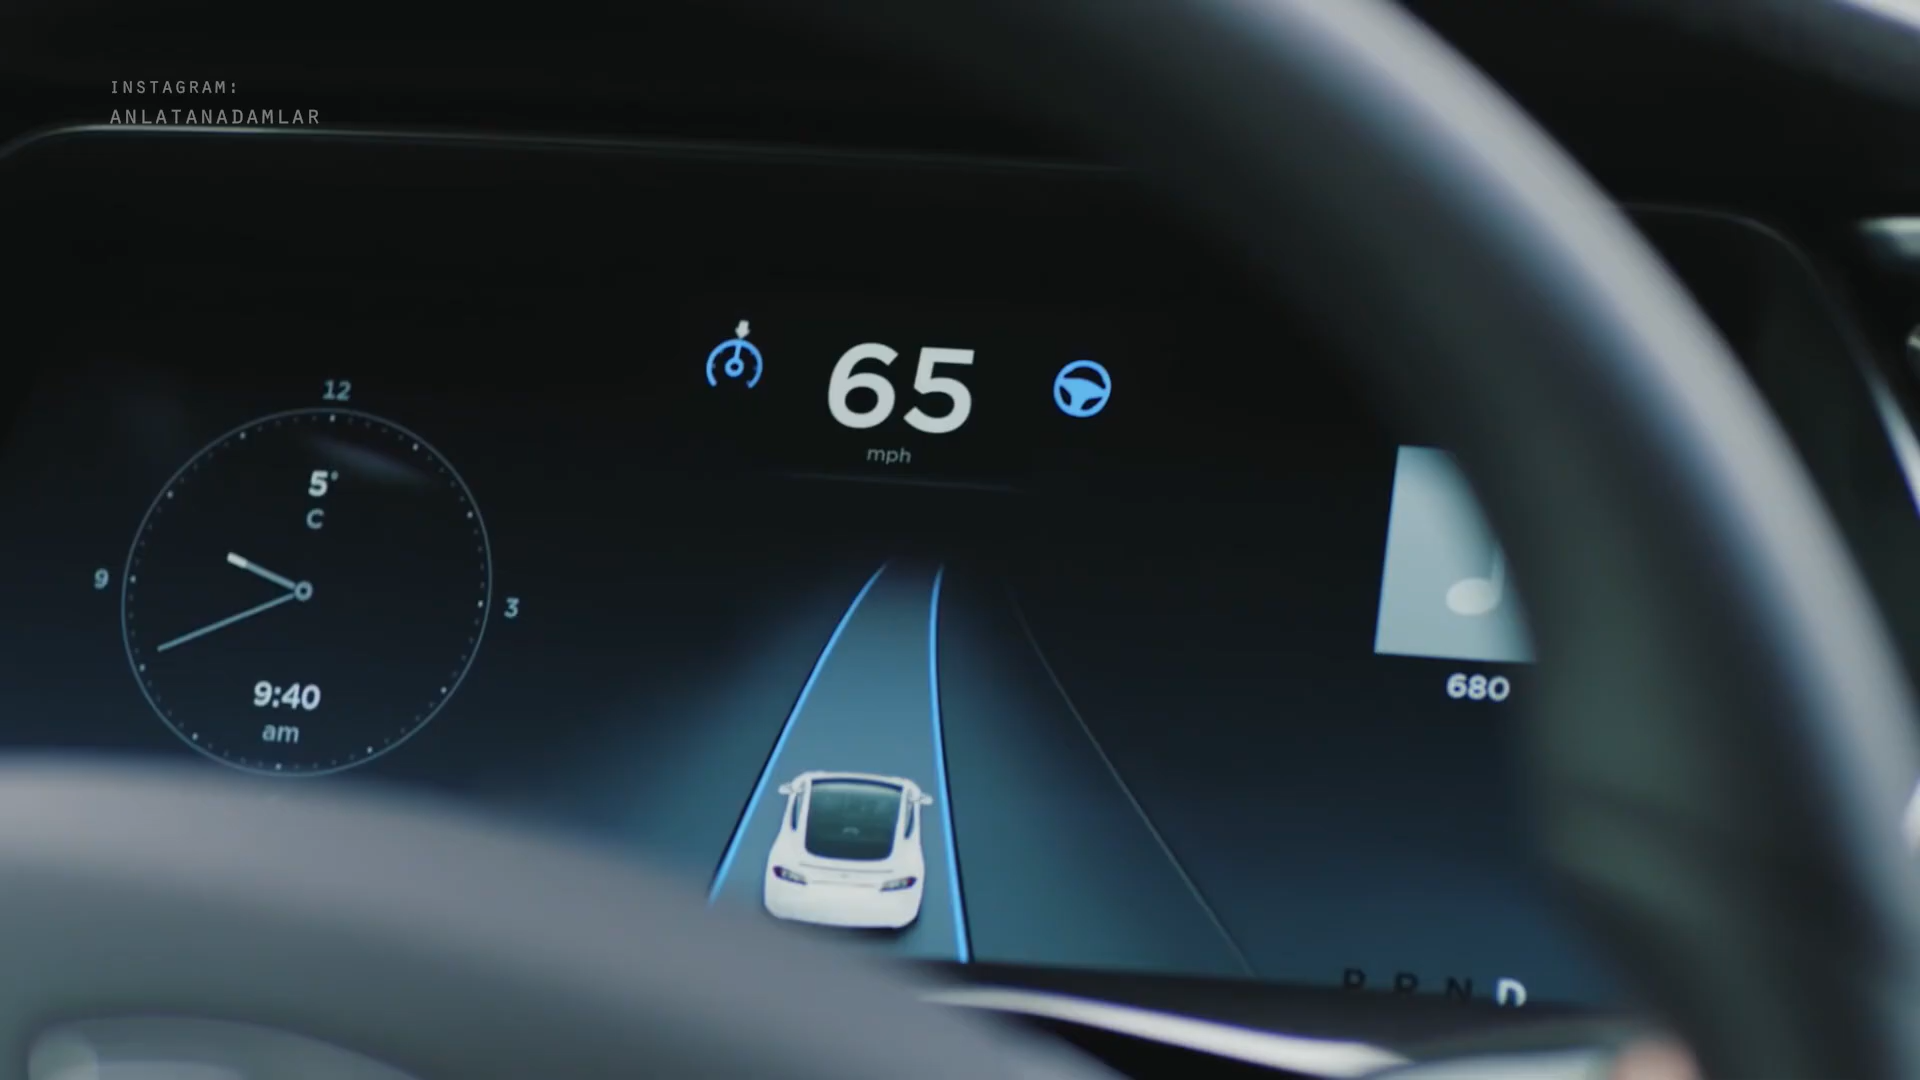 INSTAGRAM:
ANLATANADAMLAR
65
mph
12
5°
C
9
3
9:40
am
680
P R N D